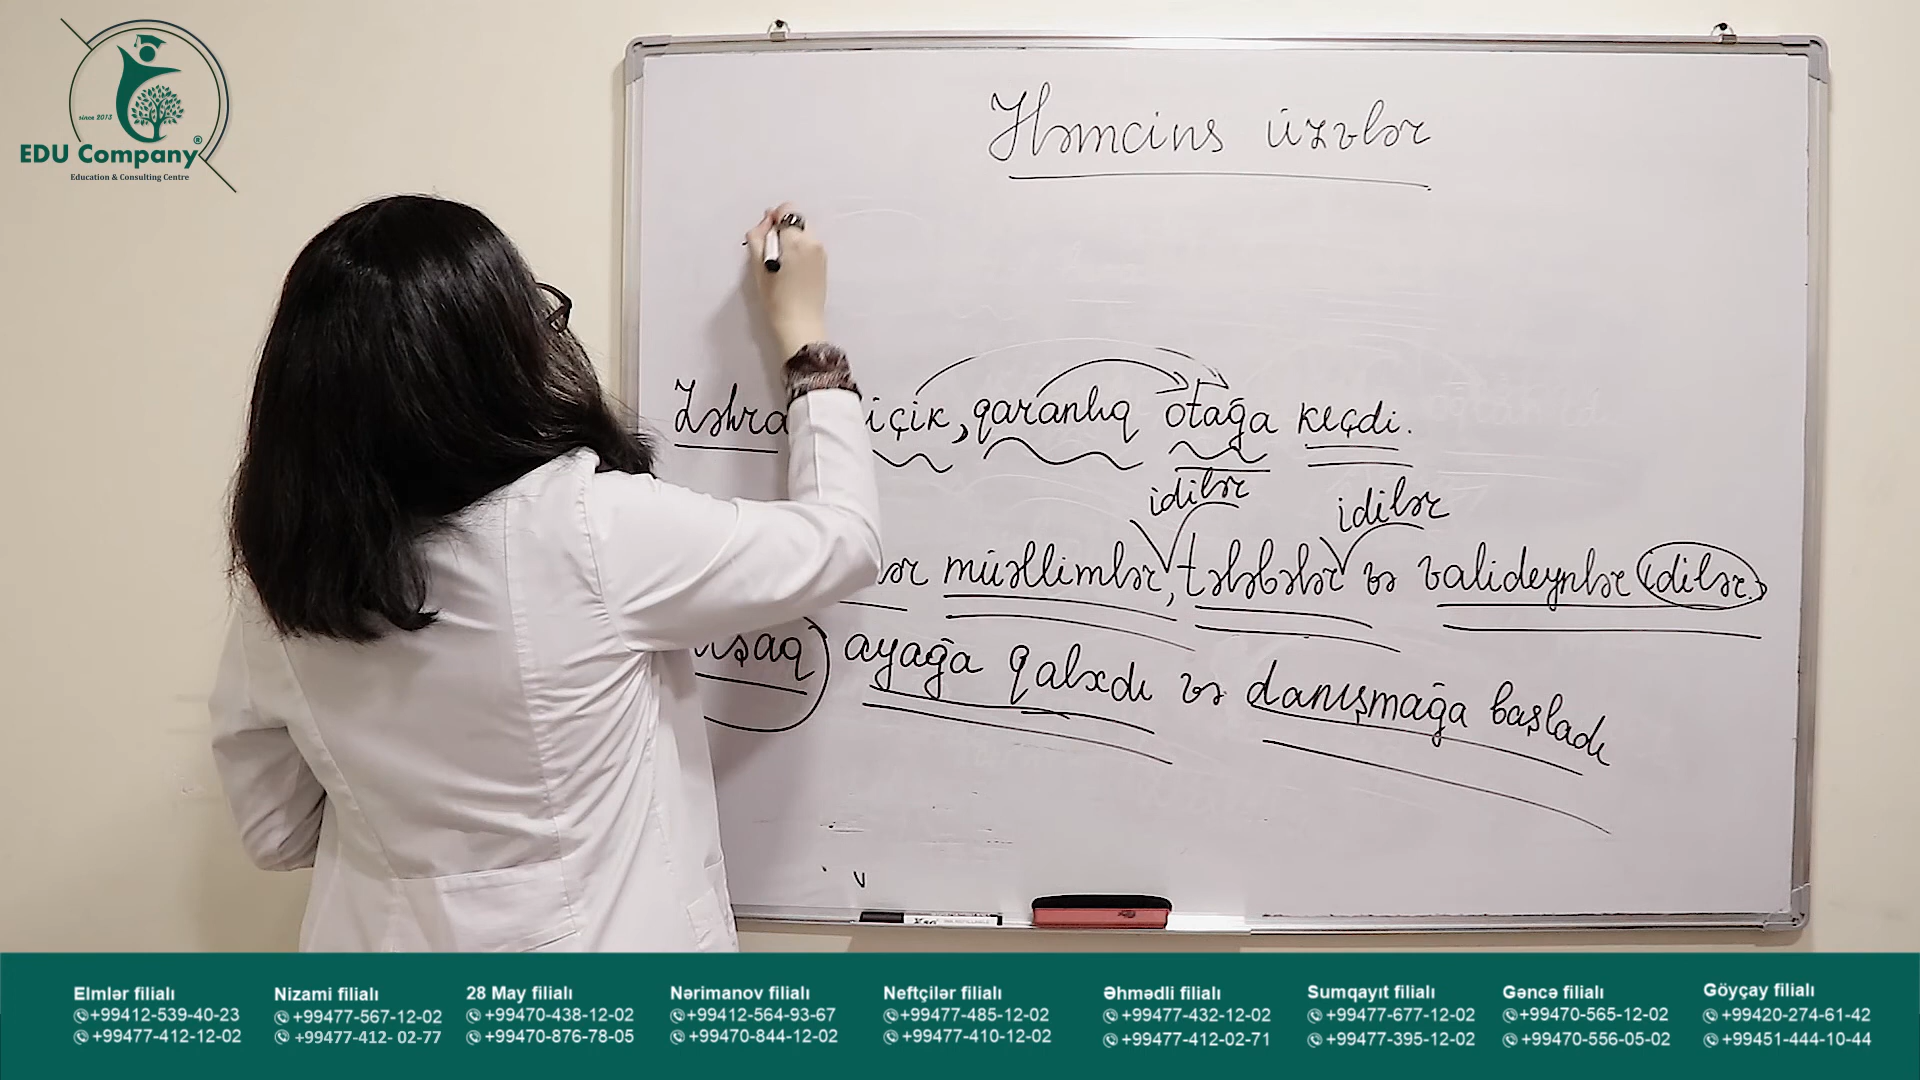 since 2013
EDU Company®
Education & Consulting Centre
Həmcins üzvlər
Zəhra içik, qaranlıq otağa keçdi.
idilər idilər
ər müəllimlər, tələbələr və valideynlər idilər.
uşaq ayağa qalxdı və danışmağa başladı
Elmlər filialı
+99412-539-40-23
+99477-412-12-02
Nizami filialı
+99477-567-12-02
+99477-412- 02-77
28 May filialı
+99470-438-12-02
+99470-876-78-05
Nərimanov filialı
+99412-564-93-67
+99470-844-12-02
Neftçilər filialı
+99477-485-12-02
+99477-410-12-02
Əhmədli filialı
+99477-432-12-02
+99477-412-02-71
Sumqayıt filialı
+99477-677-12-02
+99477-395-12-02
Gəncə filialı
+99470-565-12-02
+99470-556-05-02
Göyçay filialı
+99420-274-61-42
+99451-444-10-44